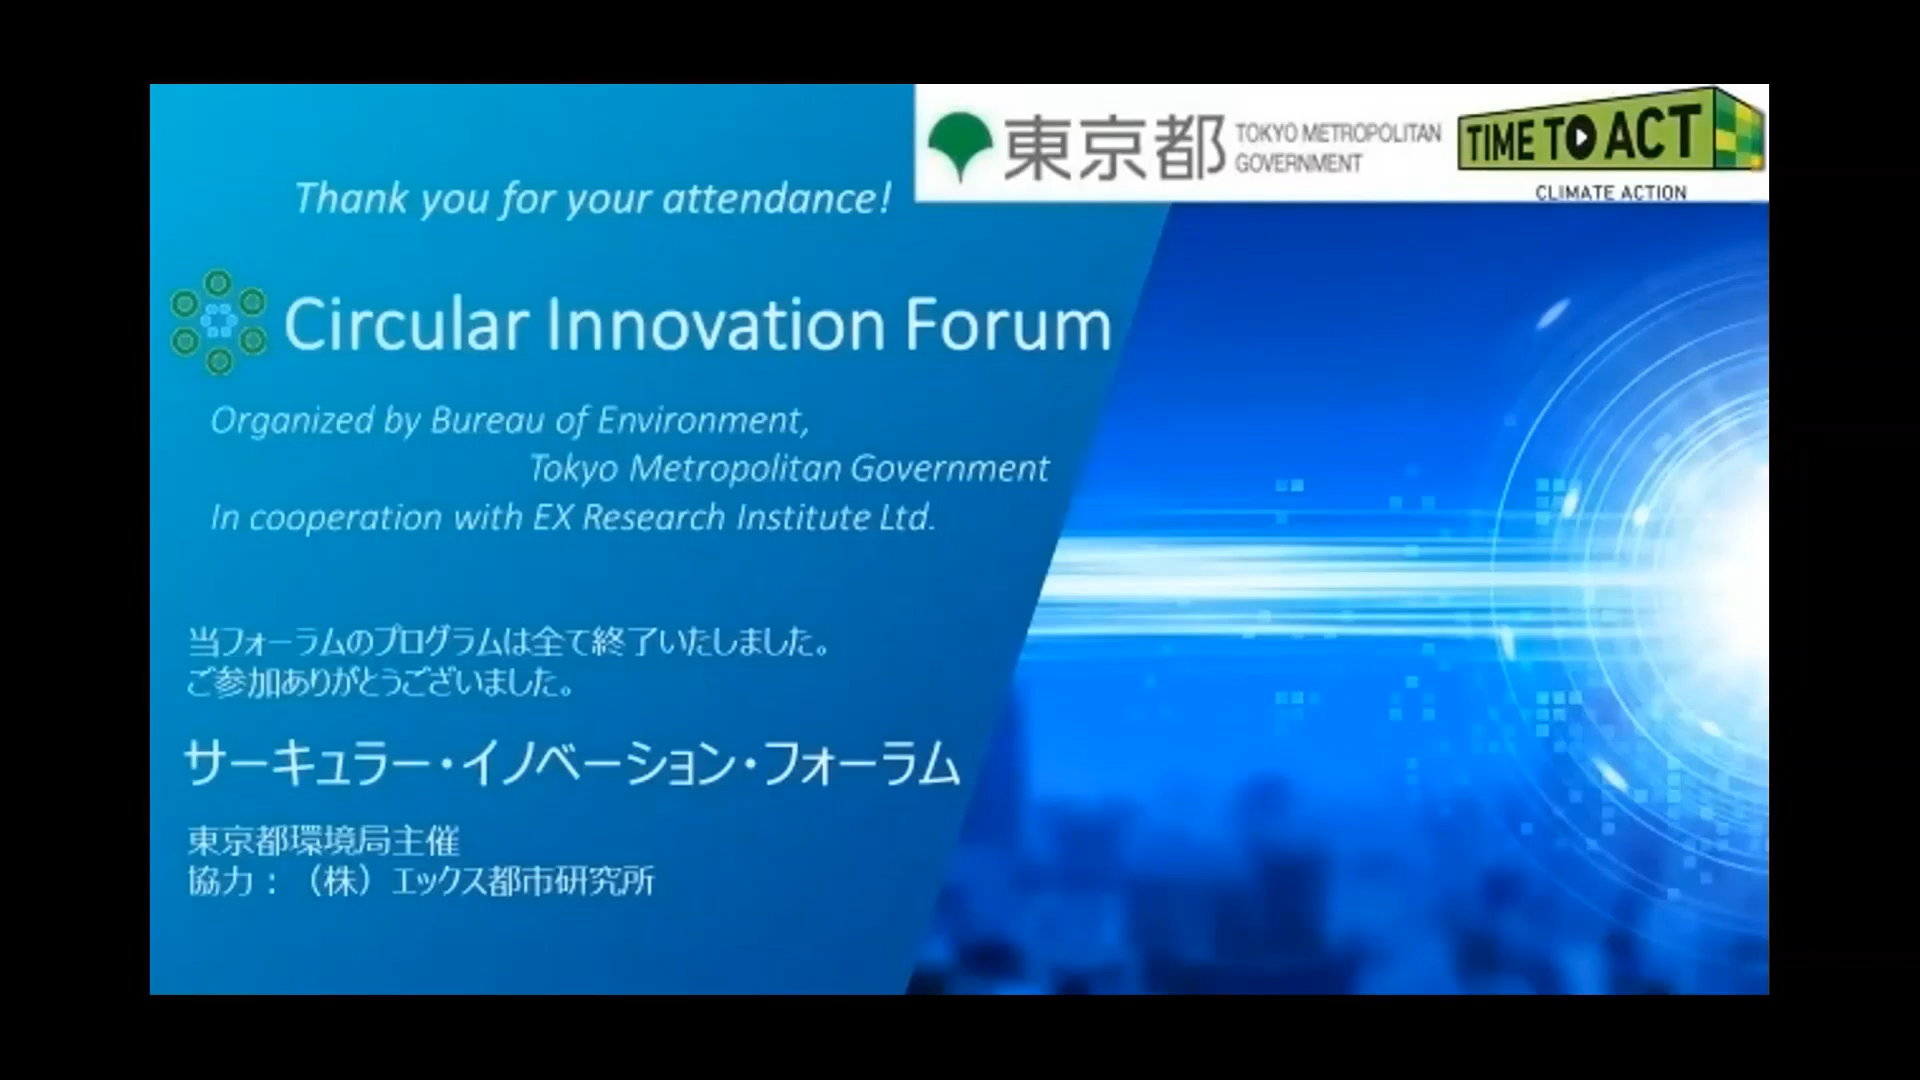 東京都 TOKYO METROPOLITAN GOVERNMENT
TIME TO ACT
CLIMATE ACTION
Thank you for your attendance!
Circular Innovation Forum
Organized by Bureau of Environment,
Tokyo Metropolitan Government
In cooperation with EX Research Institute Ltd.
当フォーラムのプログラムは全て終了いたしました。
ご参加ありがとうございました。
サーキュラー・イノベーション・フォーラム
東京都環境局主催
協力：（株）エックス都市研究所